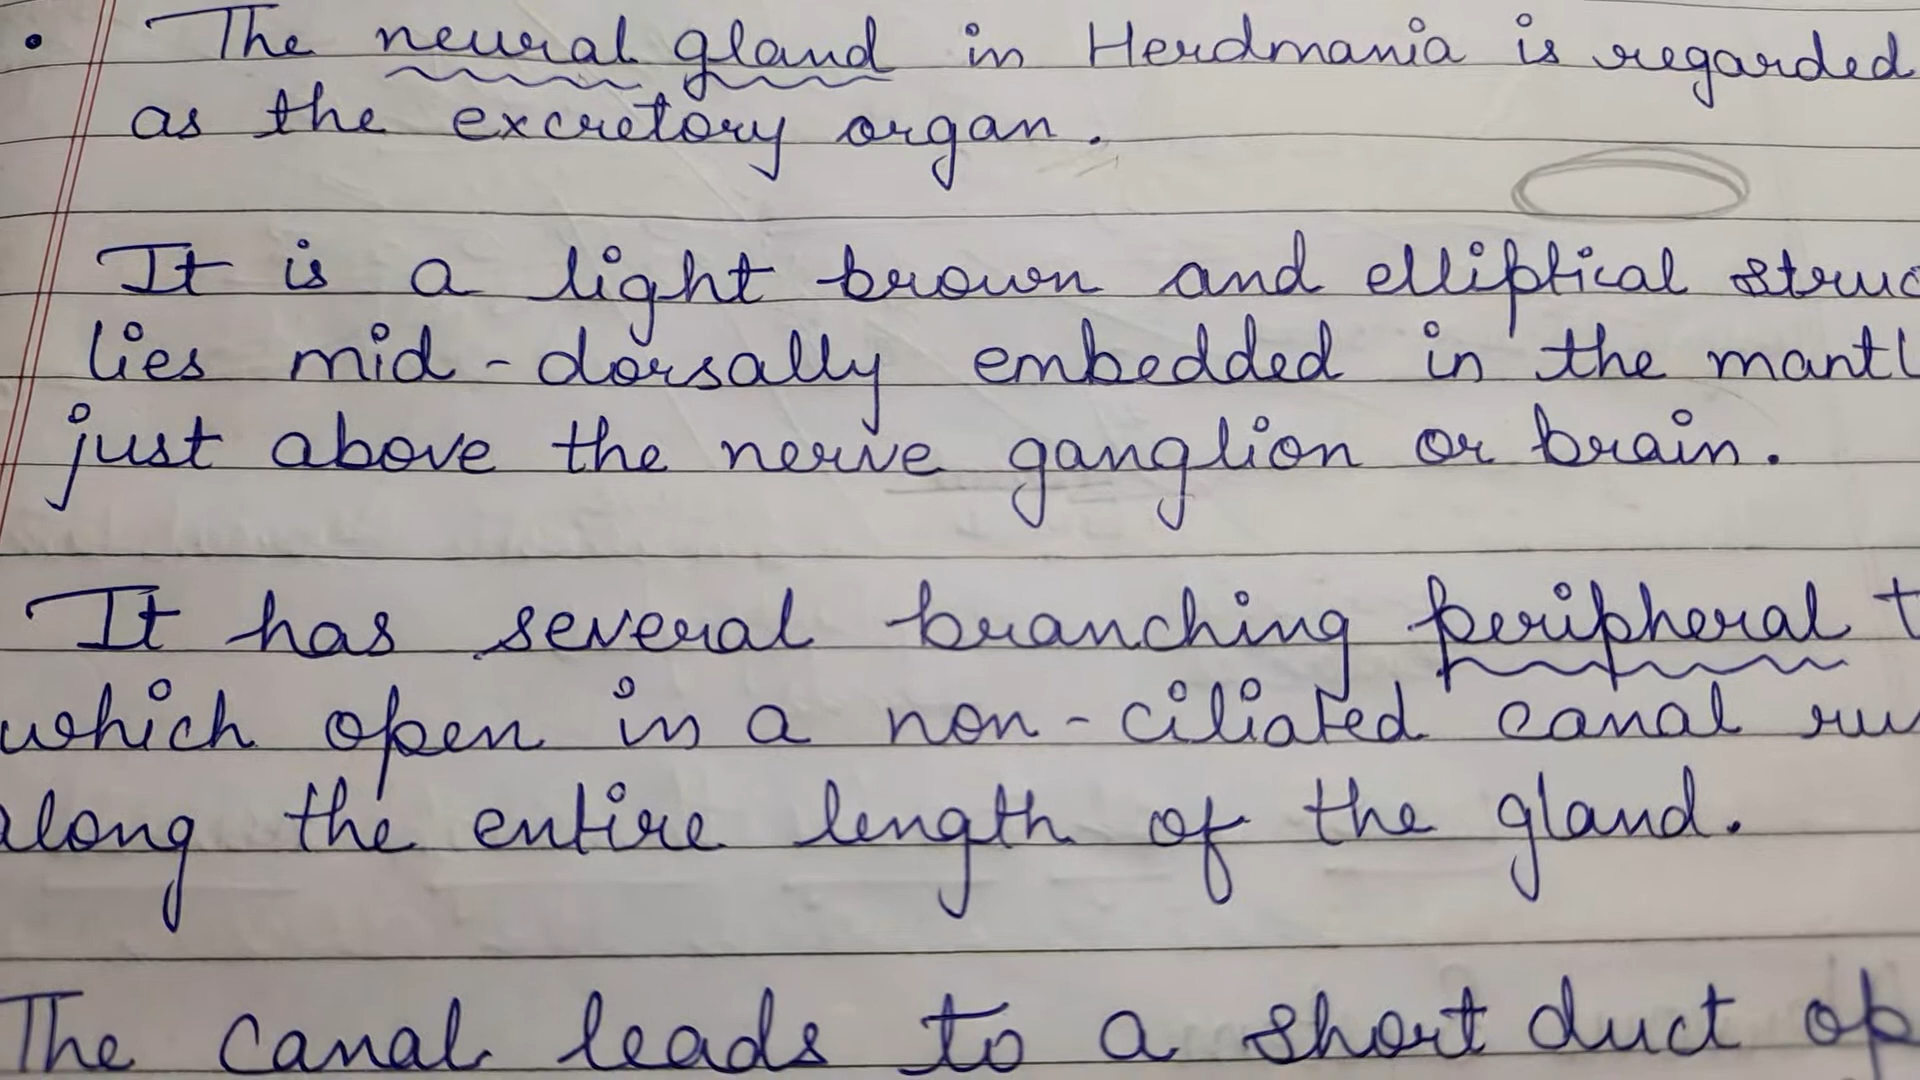 • The neural gland in Herdmania is regarded
as the excretory organ.
It is a light brown and elliptical struc
lies mid-dorsally embedded in the mantl
just above the nerve ganglion or brain.
It has several branching peripheral t
which open in a non-ciliated canal ru
along the entire length of the gland.
The canal leads to a short duct op